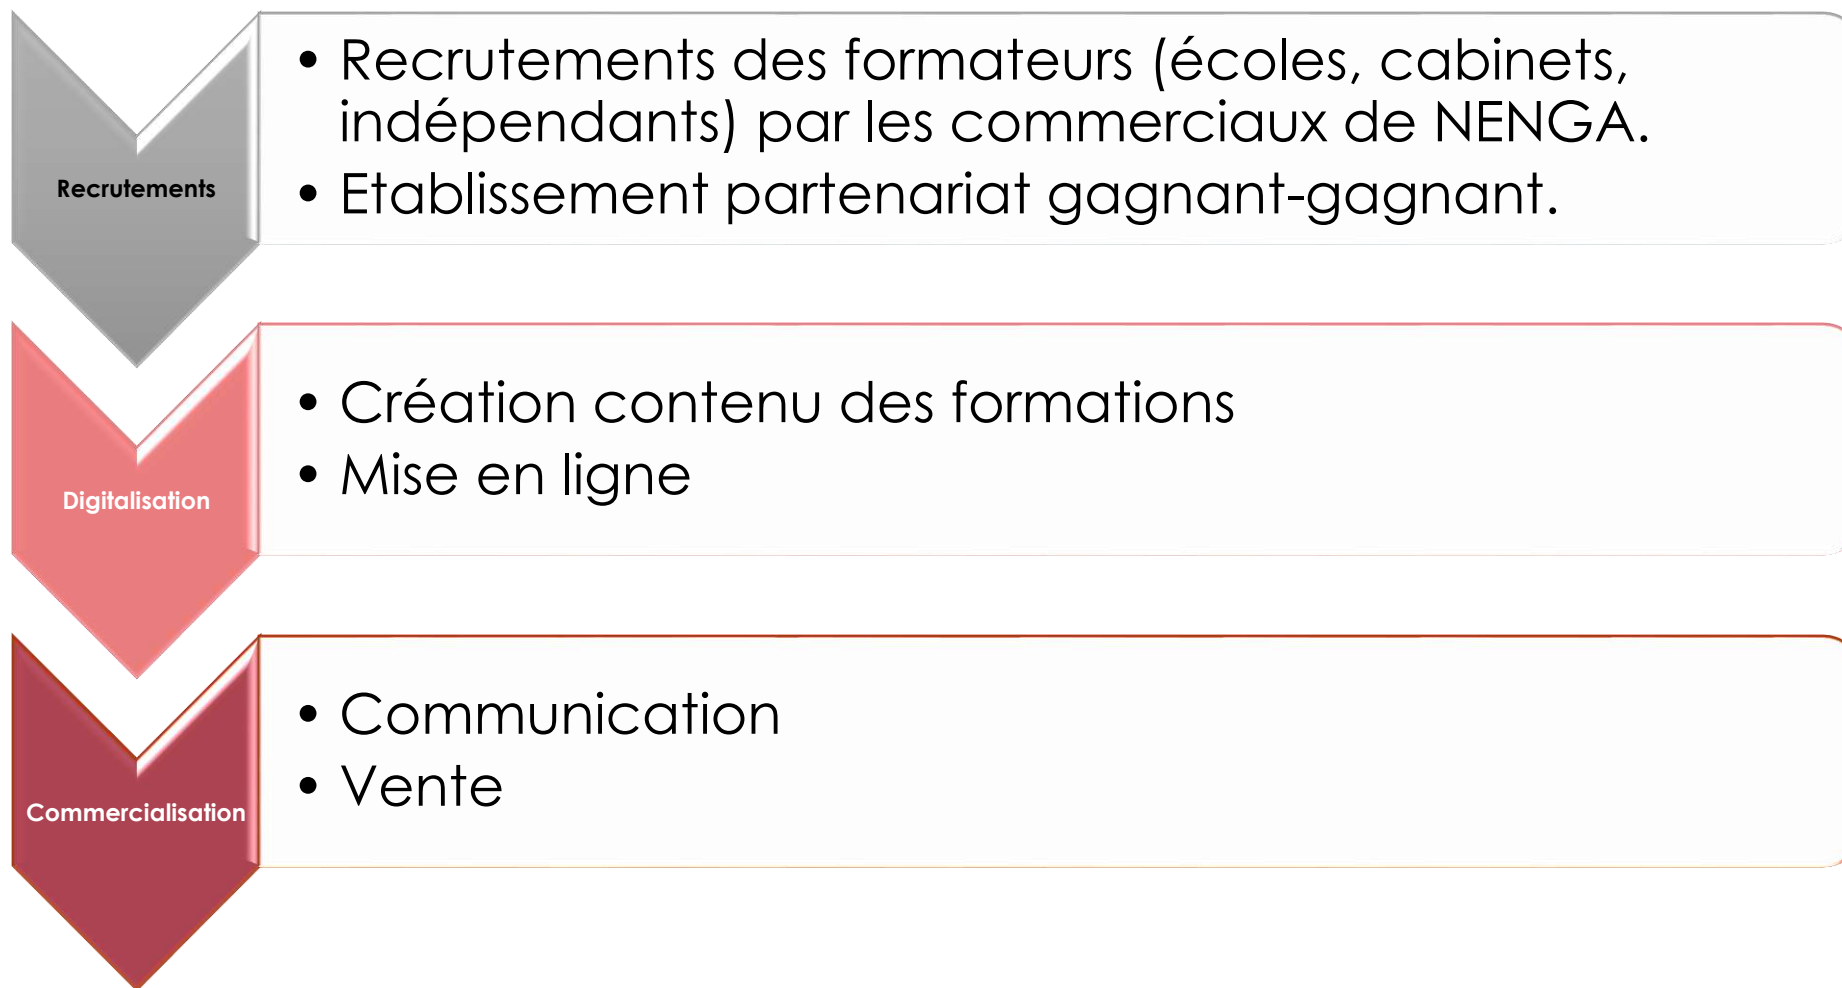 Recrutements
• Recrutements des formateurs (écoles, cabinets,
indépendants) par les commerciaux de NENGA.
• Etablissement partenariat gagnant-gagnant.
Digitalisation
• Création contenu des formations
• Mise en ligne
Commercialisation
• Communication
• Vente